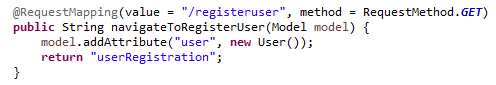 @RequestMapping(value = "/registeruser", method = RequestMethod.GET)
public String navigateToRegisterUser(Model model) {
    model.addAttribute("user", new User());
    return "userRegistration";
}